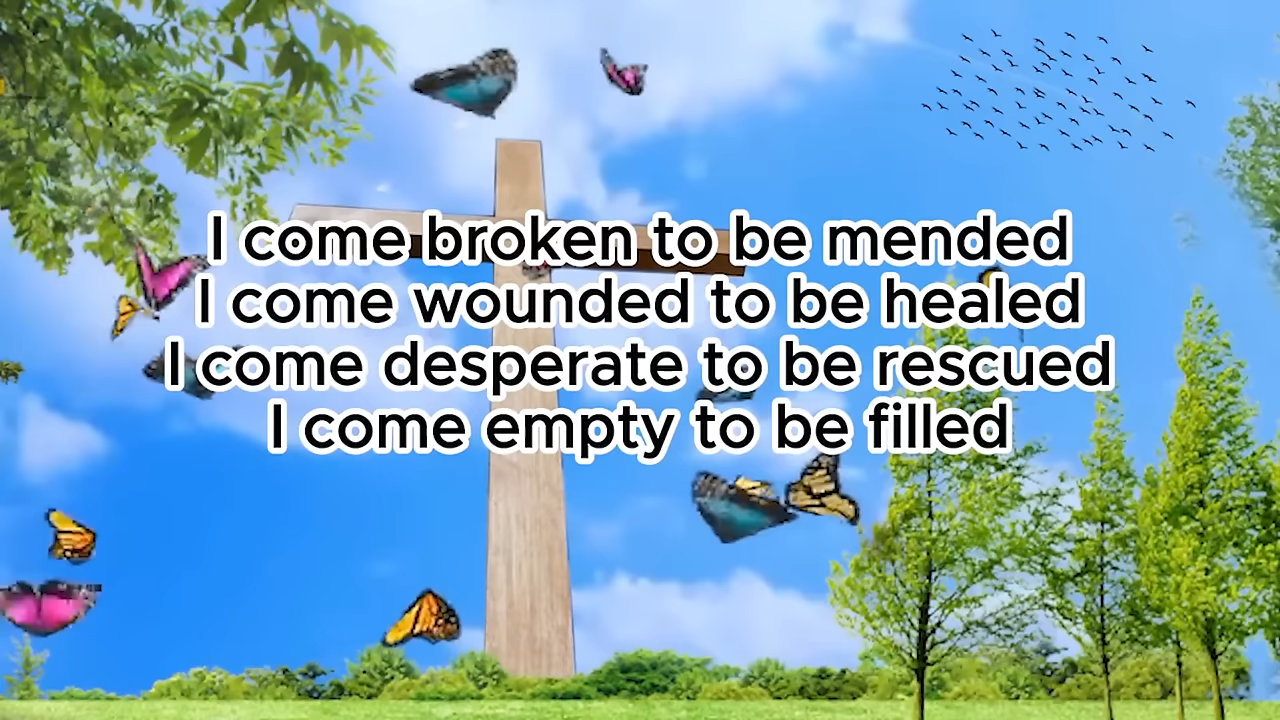 I come broken to be mended
I come wounded to be healed
I come desperate to be rescued
I come empty to be filled